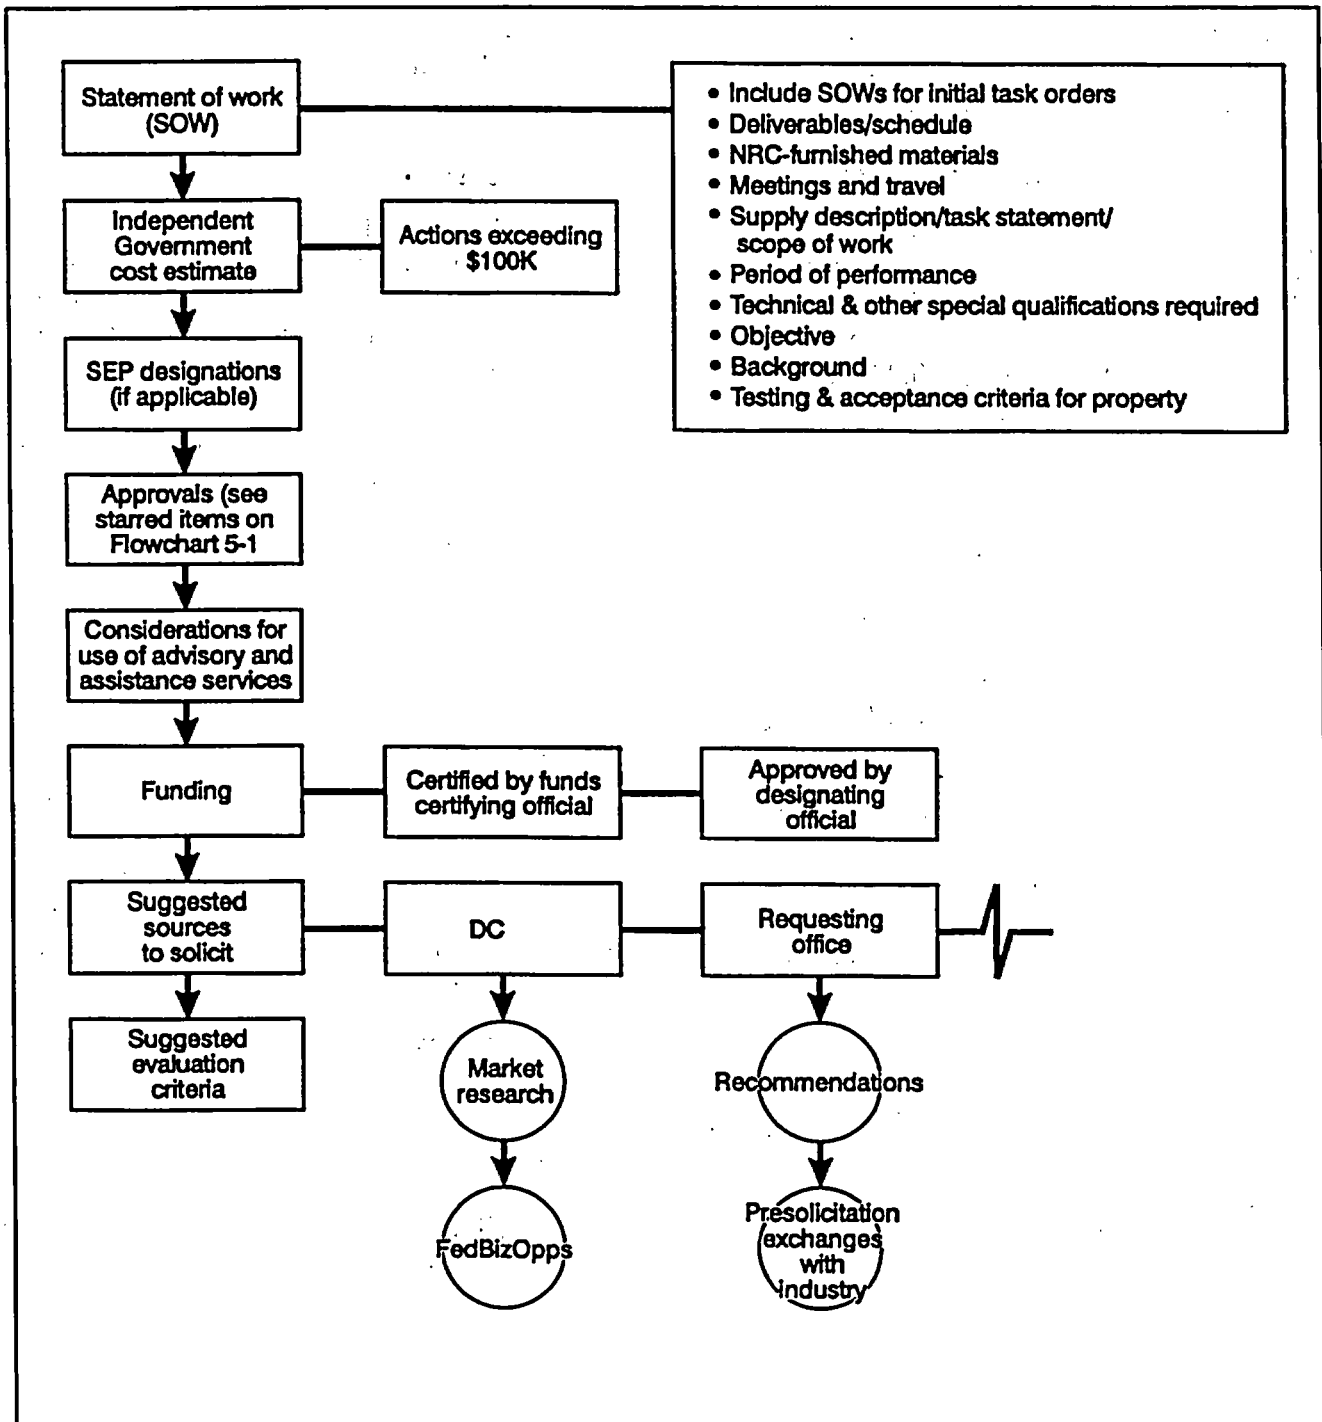 Statement of work
(SOW)
• Include SOWs for initial task orders
• Deliverables/schedule
• NRC-furnished materials
• Meetings and travel
• Supply description/task statement/
scope of work
• Period of performance
• Technical & other special qualifications required
• Objective
• Background
• Testing & acceptance criteria for property
Independent
Government
cost estimate
Actions exceeding
$100K
SEP designations
(if applicable)
Approvals (see
starred items on
Flowchart 5-1
Considerations for
use of advisory and
assistance services
Funding
Certified by funds
certifying official
Approved by
designating
official
Suggested
sources
to solicit
DC
Requesting
office
Suggested
evaluation
criteria
Market
research
Recommendations
FedBizOpps
Presolicitation
exchanges
with
industry